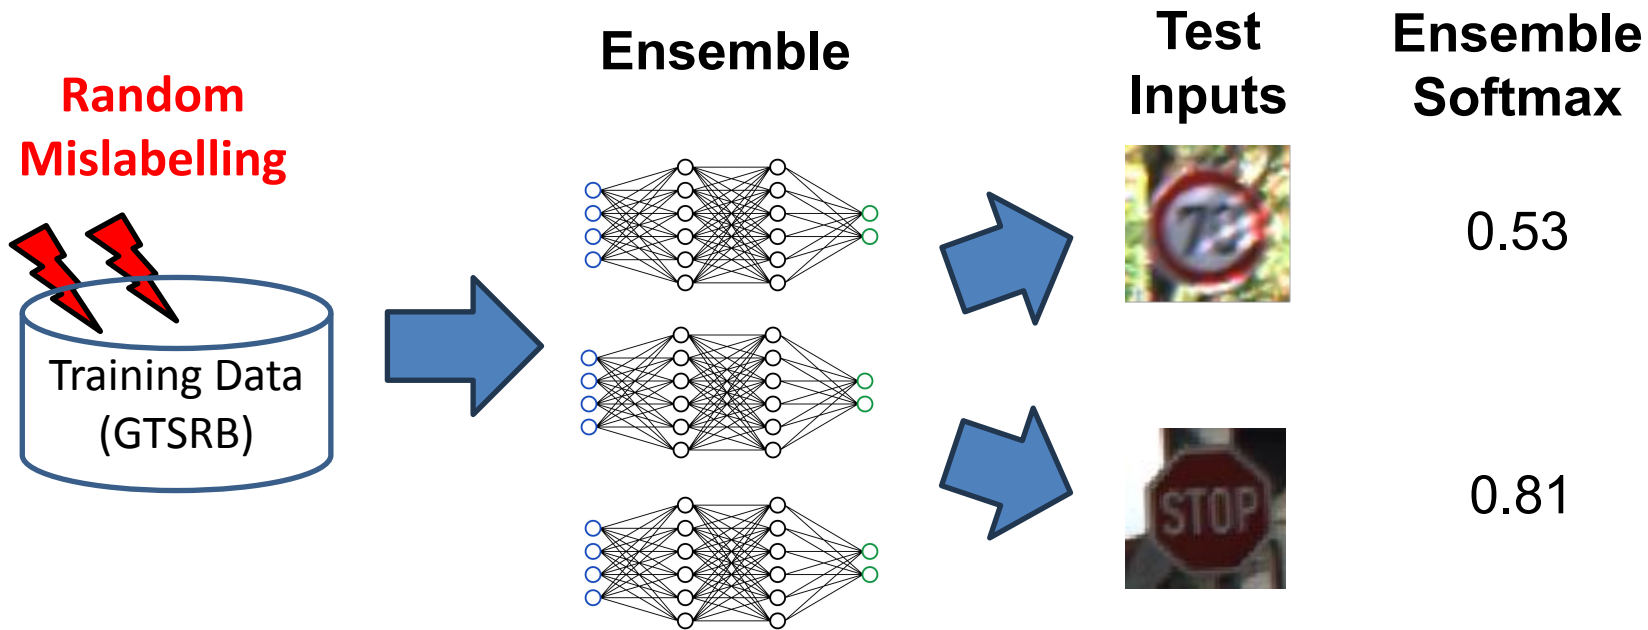 Random
Mislabelling
Training Data
(GTSRB)
Ensemble
Test
Inputs
Ensemble
Softmax
0.53
STOP
0.81